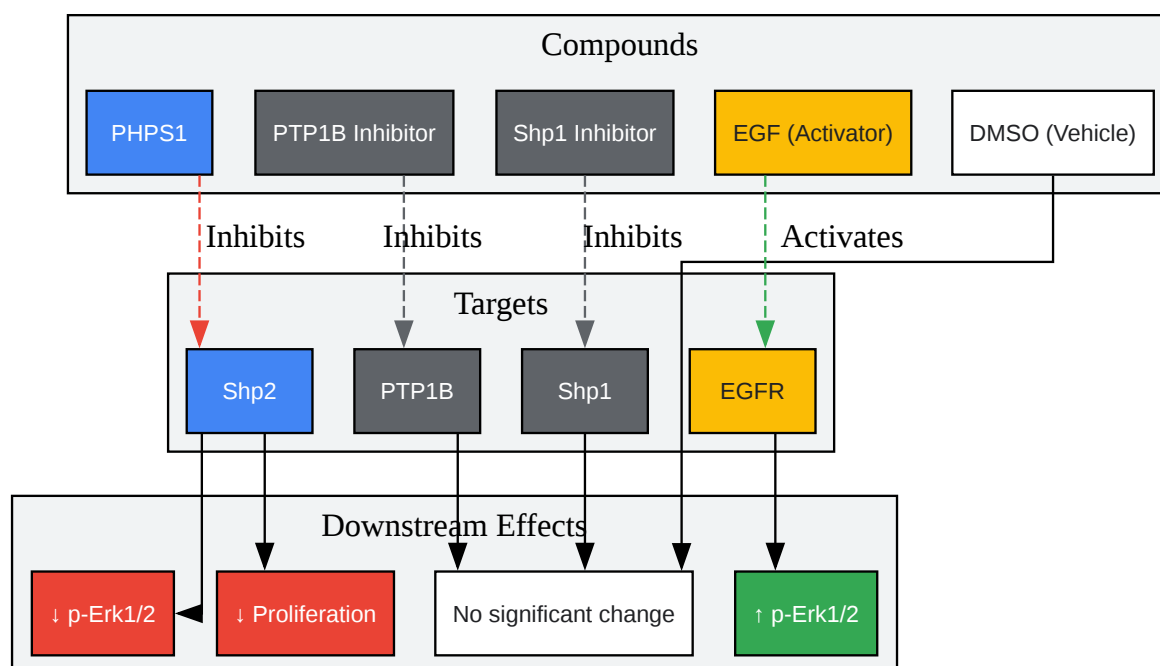 Compounds
PHPS1
PTP1B Inhibitor
Shp1 Inhibitor
EGF (Activator)
DMSO (Vehicle)
Inhibits
Inhibits
Inhibits
Activates
Targets
Shp2
PTP1B
Shp1
EGFR
Downstream Effects
↓ p-Erk1/2
↓ Proliferation
No significant change
↑ p-Erk1/2